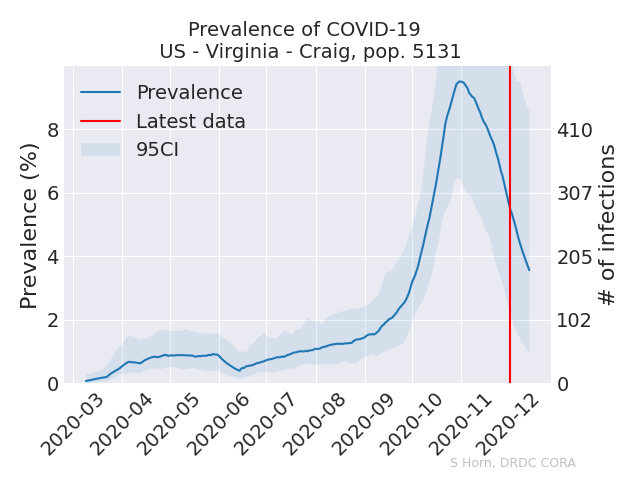 Prevalence of COVID-19
US - Virginia - Craig, pop. 5131
Prevalence
Latest data
95CI
Prevalence (%)
8
6
4
2
0
410
307
205
102
0
# of infections
2020-03
2020-04
2020-05
2020-06
2020-07
2020-08
2020-09
2020-10
2020-11
2020-12
S Horn, DRDC CORA